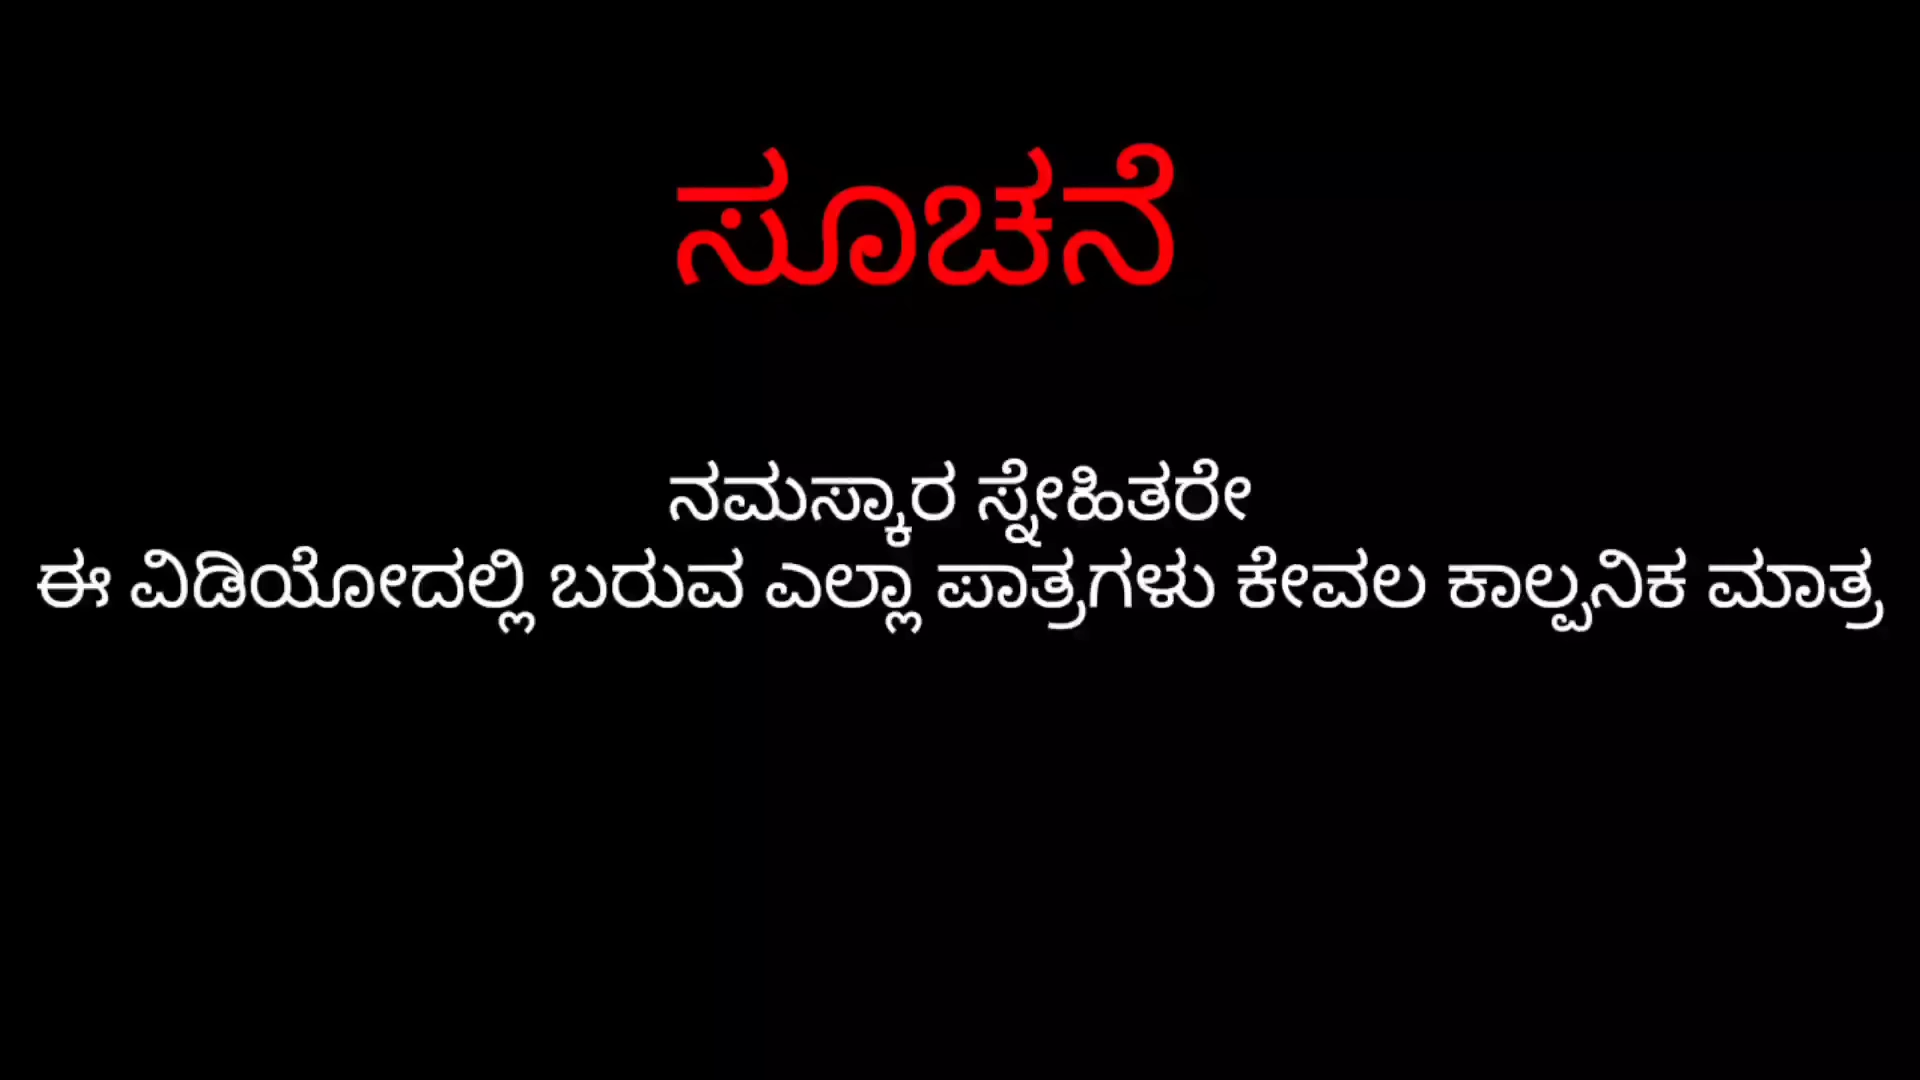 ಸೂಚನೆ
ನಮಸ್ಕಾರ ಸ್ನೇಹಿತರೇ
ಈ ವಿಡಿಯೋದಲ್ಲಿ ಬರುವ ಎಲ್ಲಾ ಪಾತ್ರಗಳು ಕೇವಲ ಕಾಲ್ಪನಿಕ ಮಾತ್ರ